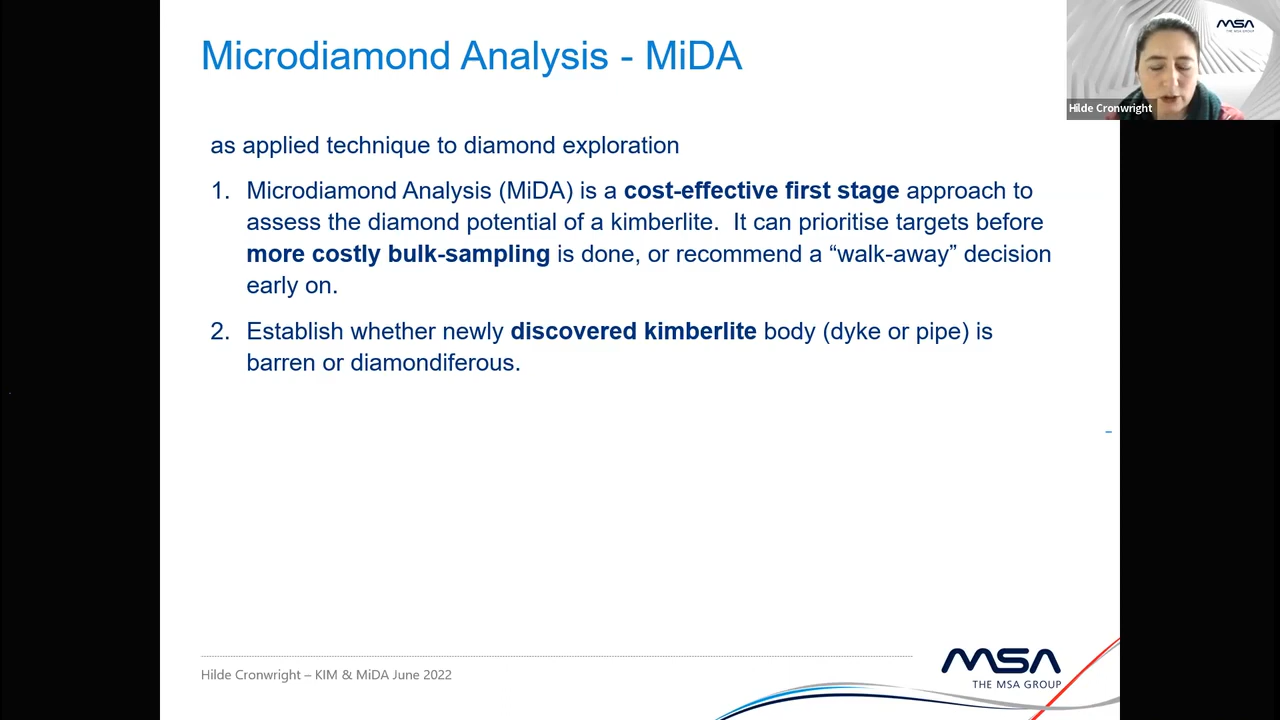 Microdiamond Analysis - MiDA
MSA
THE MSA GROUP
Hilde Cronwright
as applied technique to diamond exploration
1. Microdiamond Analysis (MiDA) is a cost-effective first stage approach to
assess the diamond potential of a kimberlite. It can prioritise targets before
more costly bulk-sampling is done, or recommend a “walk-away” decision
early on.
2. Establish whether newly discovered kimberlite body (dyke or pipe) is
barren or diamondiferous.
Hilde Cronwright – KIM & MiDA June 2022
MSA
THE MSA GROUP